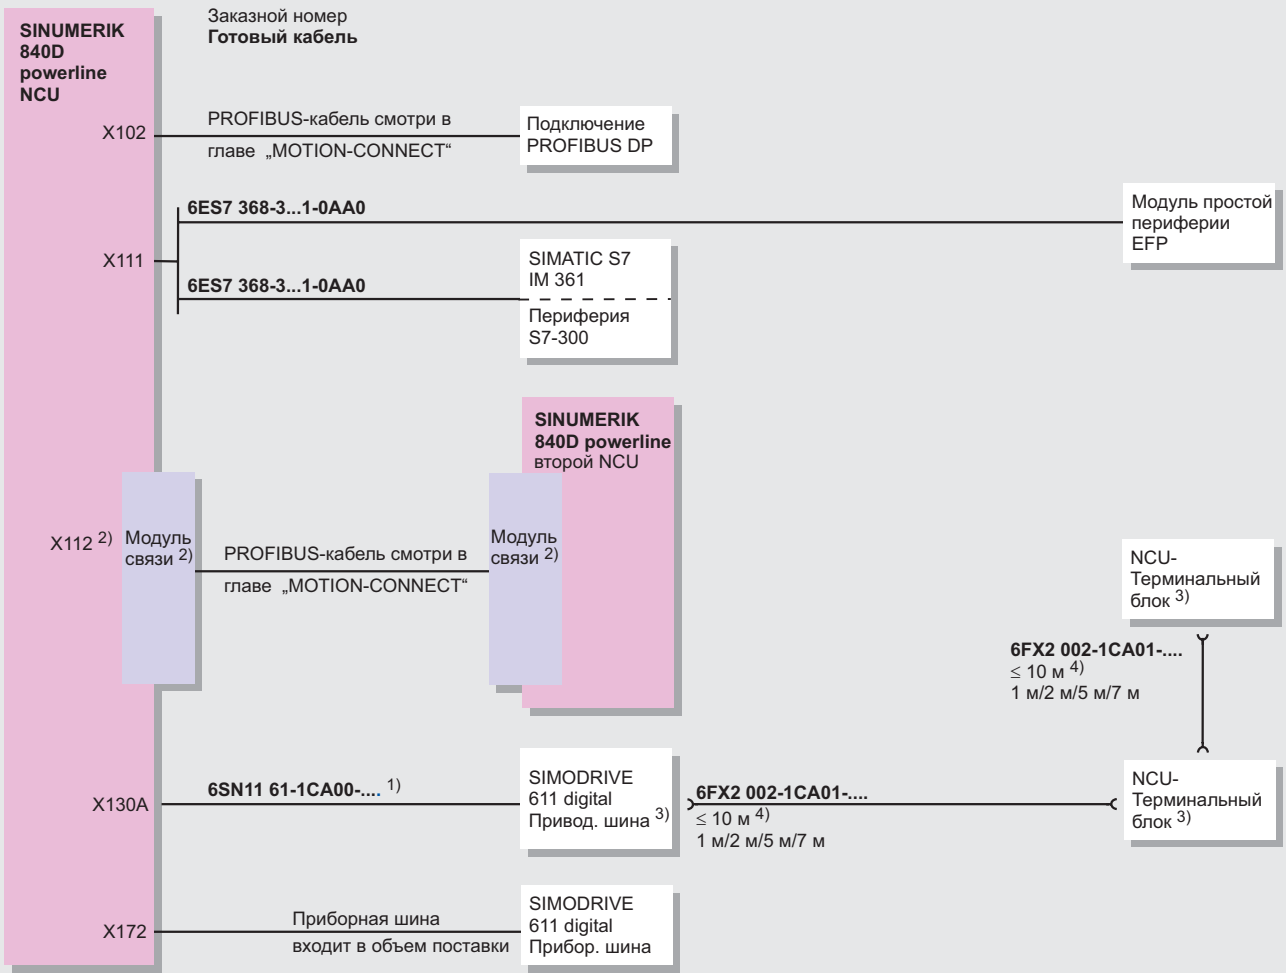 SINUMERIK
840D
powerline
NCU
Заказной номер
Готовый кабель
X102
PROFIBUS-кабель смотри в
главе „MOTION-CONNECT“
Подключение
PROFIBUS DP
X111
6ES7 368-3...1-0AA0
Модуль простой
периферии
EFP
6ES7 368-3...1-0AA0
SIMATIC S7
IM 361
Периферия
S7-300
SINUMERIK
840D powerline
второй NCU
X112 2)
Модуль
связи 2)
PROFIBUS-кабель смотри в
главе „MOTION-CONNECT“
Модуль
связи 2)
NCU-
Терминальный
блок 3)
6FX2 002-1CA01-....
≤ 10 м 4)
1 м/2 м/5 м/7 м
X130A
6SN11 61-1CA00-.... 1)
SIMODRIVE
611 digital
Привод. шина 3)
6FX2 002-1CA01-....
≤ 10 м 4)
1 м/2 м/5 м/7 м
NCU-
Терминальный
блок 3)
X172
Приборная шина
входит в объем поставки
SIMODRIVE
611 digital
Прибор. шина